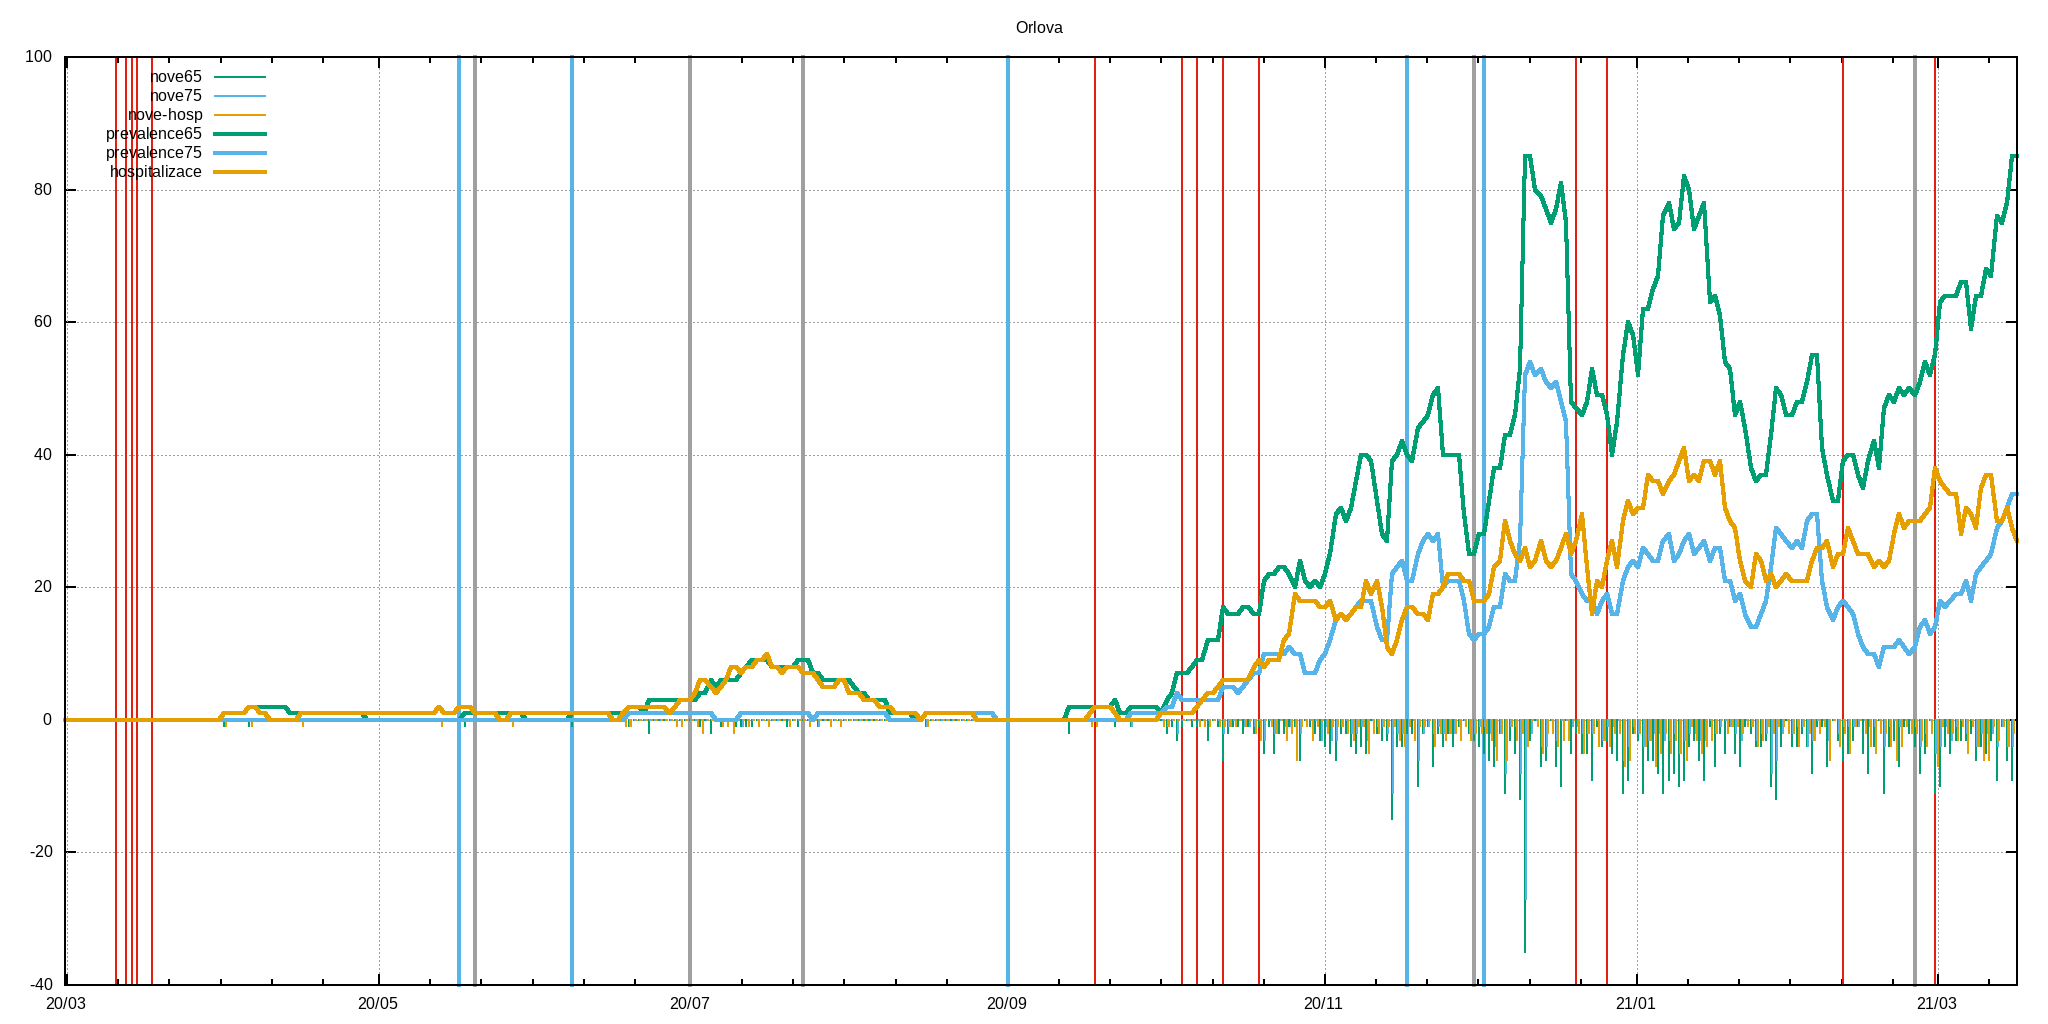 Orlova
100
nove65
nove75
nove-hosp
prevalence65
prevalence75
hospitalizace
80
60
40
20
0
-20
-40
20/03 20/05 20/07 20/09 20/11 21/01 21/03